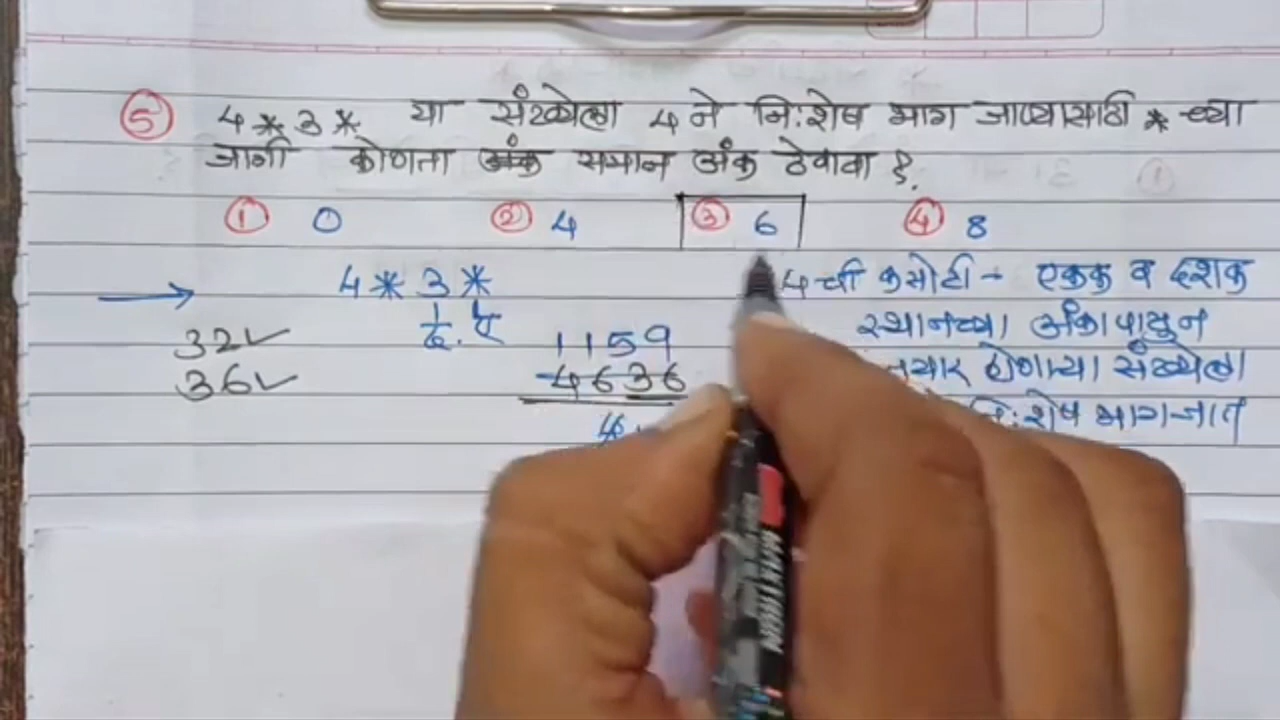 ⑤ 4*3* या संख्येला 4 ने नि:शेष भाग जाण्यासाठी * च्या
जागी कोणता अंक समान अंक ठेवावा ?.
① 0 ② 4 ③ 6 ④ 8
→ 4*3* 4 ची कसोटी - एकक व दशक
द. ए स्थानच्या अंकापासून
32✓ 1159
तयार होणाऱ्या संख्येला
36✓ 4636
नि:शेष भाग जात